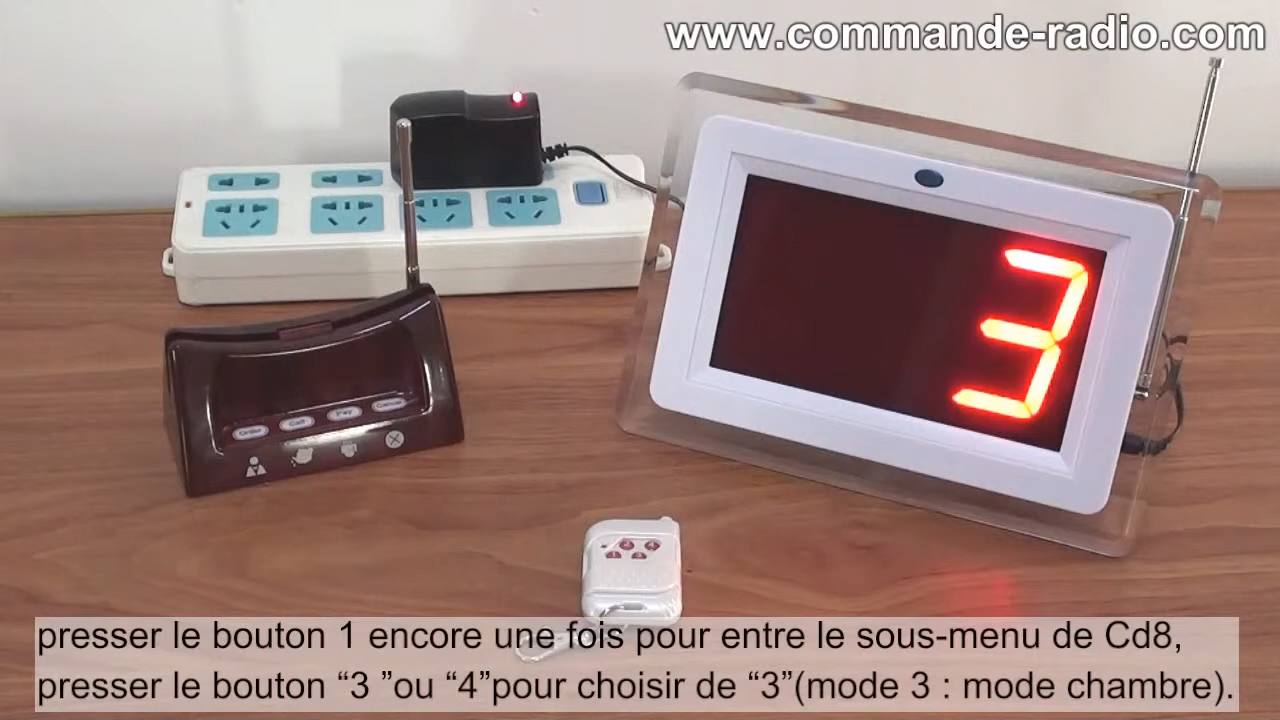 www.commande-radio.com
3
Order Call Pay Cancel
presser le bouton 1 encore une fois pour entre le sous-menu de Cd8,
presser le bouton “3 ”ou “4”pour choisir de “3”(mode 3 : mode chambre).